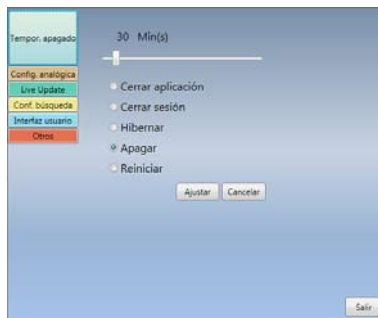 Tempor. apagado
30 Min(s)
Config. analógica
Live Update
Conf. búsqueda
Interfaz usuario
Otros
Cerrar aplicación
Cerrar sesión
Hibernar
Apagar
Reiniciar
Ajustar Cancelar
Salir